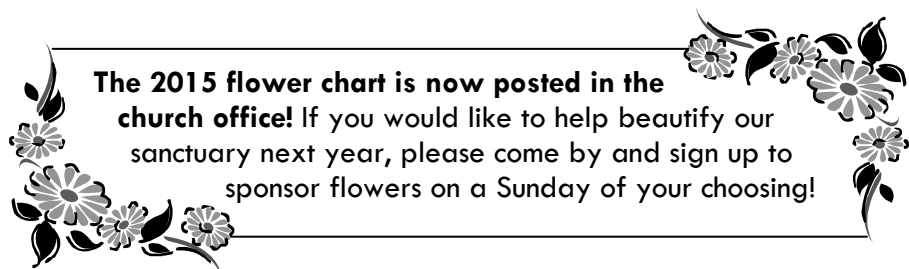 The 2015 flower chart is now posted in the
church office! If you would like to help beautify our
sanctuary next year, please come by and sign up to
sponsor flowers on a Sunday of your choosing!